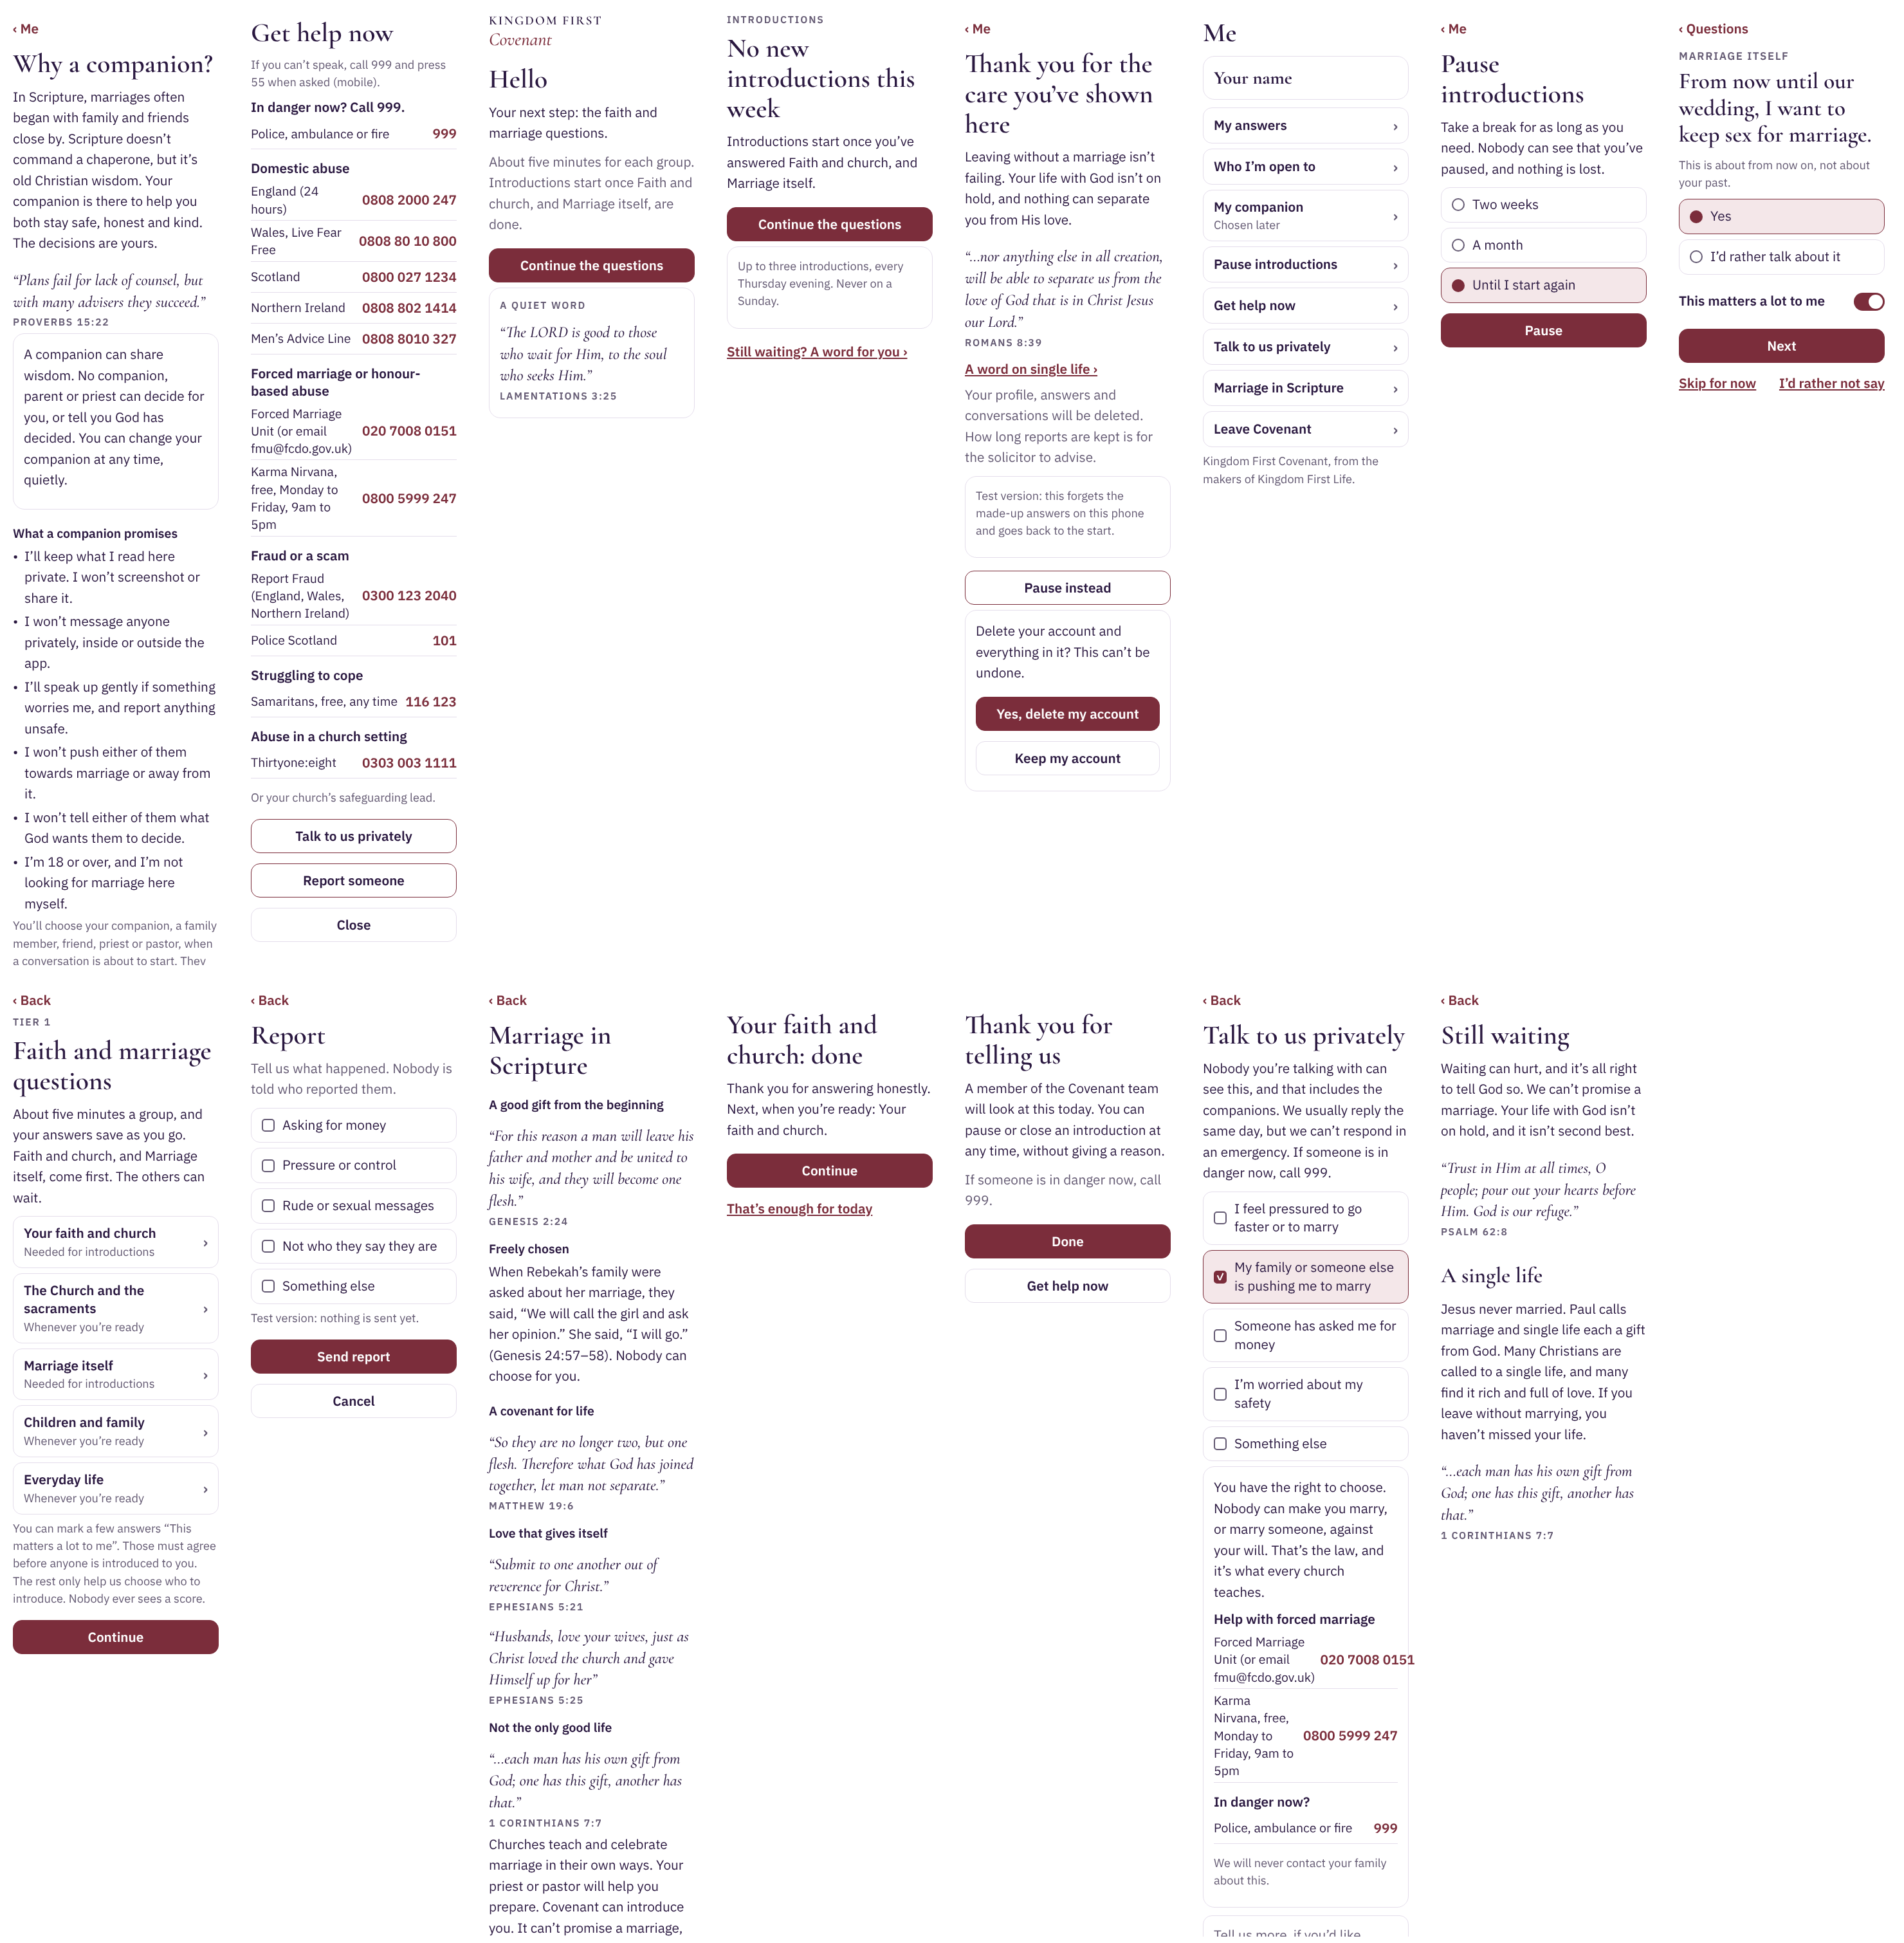 ‹ Me
Why a companion?
In Scripture, marriages often
began with family and friends
close by. Scripture doesn’t
command a chaperone, but it’s
old Christian wisdom. Your
companion is there to help you
both stay safe, honest and kind.
The decisions are yours.
“Plans fail for lack of counsel, but
with many advisers they succeed.”
PROVERBS 15:22
A companion can share
wisdom. No companion,
parent or priest can decide for
you, or tell you God has
decided. You can change your
companion at any time,
quietly.
What a companion promises
• I’ll keep what I read here
private. I won’t screenshot or
share it.
• I won’t message anyone
privately, inside or outside the
app.
• I’ll speak up gently if something
worries me, and report anything
unsafe.
• I won’t push either of them
towards marriage or away from
it.
• I won’t tell either of them what
God wants them to decide.
• I’m 18 or over, and I’m not
looking for marriage here
myself.
You’ll choose your companion, a family
member, friend, priest or pastor, when
a conversation is about to start. They
Get help now
If you can’t speak, call 999 and press
55 when asked (mobile).
In danger now? Call 999.
Police, ambulance or fire 999
Domestic abuse
England (24
hours) 0808 2000 247
Wales, Live Fear
Free 0808 80 10 800
Scotland 0800 027 1234
Northern Ireland 0808 802 1414
Men’s Advice Line 0808 8010 327
Forced marriage or honour-
based abuse
Forced Marriage
Unit (or email 020 7008 0151
fmu@fcdo.gov.uk)
Karma Nirvana,
free, Monday to
Friday, 9am to 0800 5999 247
5pm
Fraud or a scam
Report Fraud
(England, Wales, 0300 123 2040
Northern Ireland)
Police Scotland 101
Struggling to cope
Samaritans, free, any time 116 123
Abuse in a church setting
Thirtyone:eight 0303 003 1111
Or your church’s safeguarding lead.
Talk to us privately
Report someone
Close
KINGDOM FIRST
Covenant
Hello
Your next step: the faith and
marriage questions.
About five minutes for each group.
Introductions start once Faith and
church, and Marriage itself, are
done.
Continue the questions
A QUIET WORD
“The LORD is good to those
who wait for Him, to the soul
who seeks Him.”
LAMENTATIONS 3:25
INTRODUCTIONS
No new
introductions this
week
Introductions start once you’ve
answered Faith and church, and
Marriage itself.
Continue the questions
Up to three introductions, every
Thursday evening. Never on a
Sunday.
Still waiting? A word for you ›
‹ Me
Thank you for the
care you’ve shown
here
Leaving without a marriage isn’t
failing. Your life with God isn’t on
hold, and nothing can separate
you from His love.
“…nor anything else in all creation,
will be able to separate us from the
love of God that is in Christ Jesus
our Lord.”
ROMANS 8:39
A word on single life ›
Your profile, answers and
conversations will be deleted.
How long reports are kept is for
the solicitor to advise.
Test version: this forgets the
made-up answers on this phone
and goes back to the start.
Pause instead
Delete your account and
everything in it? This can’t be
undone.
Yes, delete my account
Keep my account
Me
Your name
My answers ›
Who I’m open to ›
My companion
Chosen later ›
Pause introductions ›
Get help now ›
Talk to us privately ›
Marriage in Scripture ›
Leave Covenant ›
Kingdom First Covenant, from the
makers of Kingdom First Life.
‹ Me
Pause
introductions
Take a break for as long as you
need. Nobody can see that you’ve
paused, and nothing is lost.
Two weeks
A month
Until I start again
Pause
‹ Questions
MARRIAGE ITSELF
From now until our
wedding, I want to
keep sex for marriage.
This is about from now on, not about
your past.
Yes
I’d rather talk about it
This matters a lot to me
Next
Skip for now I’d rather not say
‹ Back
TIER 1
Faith and marriage
questions
About five minutes a group, and
your answers save as you go.
Faith and church, and Marriage
itself, come first. The others can
wait.
Your faith and church
Needed for introductions ›
The Church and the
sacraments
Whenever you’re ready ›
Marriage itself
Needed for introductions ›
Children and family
Whenever you’re ready ›
Everyday life
Whenever you’re ready ›
You can mark a few answers “This
matters a lot to me”. Those must agree
before anyone is introduced to you.
The rest only help us choose who to
introduce. Nobody ever sees a score.
Continue
‹ Back
Report
Tell us what happened. Nobody is
told who reported them.
Asking for money
Pressure or control
Rude or sexual messages
Not who they say they are
Something else
Test version: nothing is sent yet.
Send report
Cancel
‹ Back
Marriage in
Scripture
A good gift from the beginning
“For this reason a man will leave his
father and mother and be united to
his wife, and they will become one
flesh.”
GENESIS 2:24
Freely chosen
When Rebekah’s family were
asked about her marriage, they
said, “We will call the girl and ask
her opinion.” She said, “I will go.”
(Genesis 24:57–58). Nobody can
choose for you.
A covenant for life
“So they are no longer two, but one
flesh. Therefore what God has joined
together, let man not separate.”
MATTHEW 19:6
Love that gives itself
“Submit to one another out of
reverence for Christ.”
EPHESIANS 5:21
“Husbands, love your wives, just as
Christ loved the church and gave
Himself up for her”
EPHESIANS 5:25
Not the only good life
“…each man has his own gift from
God; one has this gift, another has
that.”
1 CORINTHIANS 7:7
Churches teach and celebrate
marriage in their own ways. Your
priest or pastor will help you
prepare. Covenant can introduce
you. It can’t promise a marriage,
Your faith and
church: done
Thank you for answering honestly.
Next, when you’re ready: Your
faith and church.
Continue
That’s enough for today
Thank you for
telling us
A member of the Covenant team
will look at this today. You can
pause or close an introduction at
any time, without giving a reason.
If someone is in danger now, call
999.
Done
Get help now
‹ Back
Talk to us privately
Nobody you’re talking with can
see this, and that includes the
companions. We usually reply the
same day, but we can’t respond in
an emergency. If someone is in
danger now, call 999.
I feel pressured to go
faster or to marry
My family or someone else
is pushing me to marry
Someone has asked me for
money
I’m worried about my
safety
Something else
You have the right to choose.
Nobody can make you marry,
or marry someone, against
your will. That’s the law, and
it’s what every church
teaches.
Help with forced marriage
Forced Marriage
Unit (or email 020 7008 0151
fmu@fcdo.gov.uk)
Karma
Nirvana, free,
Monday to 0800 5999 247
Friday, 9am to
5pm
In danger now?
Police, ambulance or fire 999
We will never contact your family
about this.
Tell us more, if you’d like
‹ Back
Still waiting
Waiting can hurt, and it’s all right
to tell God so. We can’t promise a
marriage. Your life with God isn’t
on hold, and it isn’t second best.
“Trust in Him at all times, O
people; pour out your hearts before
Him. God is our refuge.”
PSALM 62:8
A single life
Jesus never married. Paul calls
marriage and single life each a gift
from God. Many Christians are
called to a single life, and many
find it rich and full of love. If you
leave without marrying, you
haven’t missed your life.
“…each man has his own gift from
God; one has this gift, another has
that.”
1 CORINTHIANS 7:7